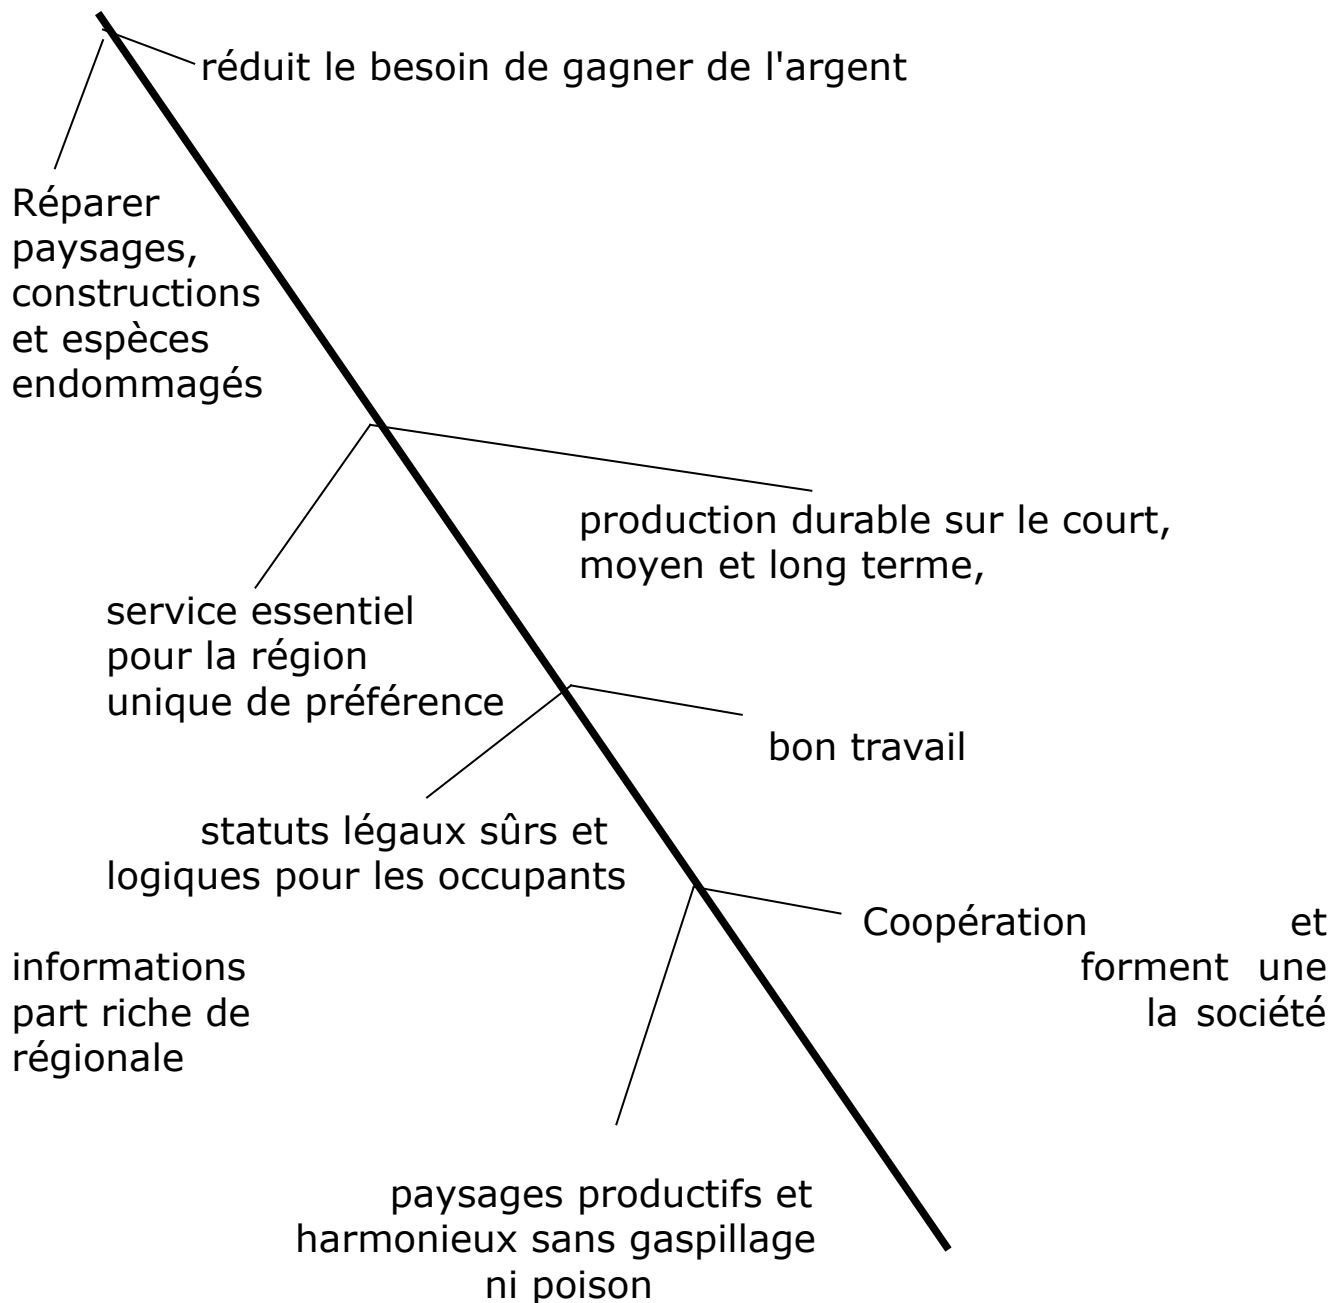 réduit le besoin de gagner de l'argent
Réparer
paysages,
constructions
et espèces
endommagés
production durable sur le court,
moyen et long terme,
service essentiel
pour la région
unique de préférence
bon travail
statuts légaux sûrs et
logiques pour les occupants
Coopération et
informations forment une
part riche de la société
régionale
paysages productifs et
harmonieux sans gaspillage
ni poison